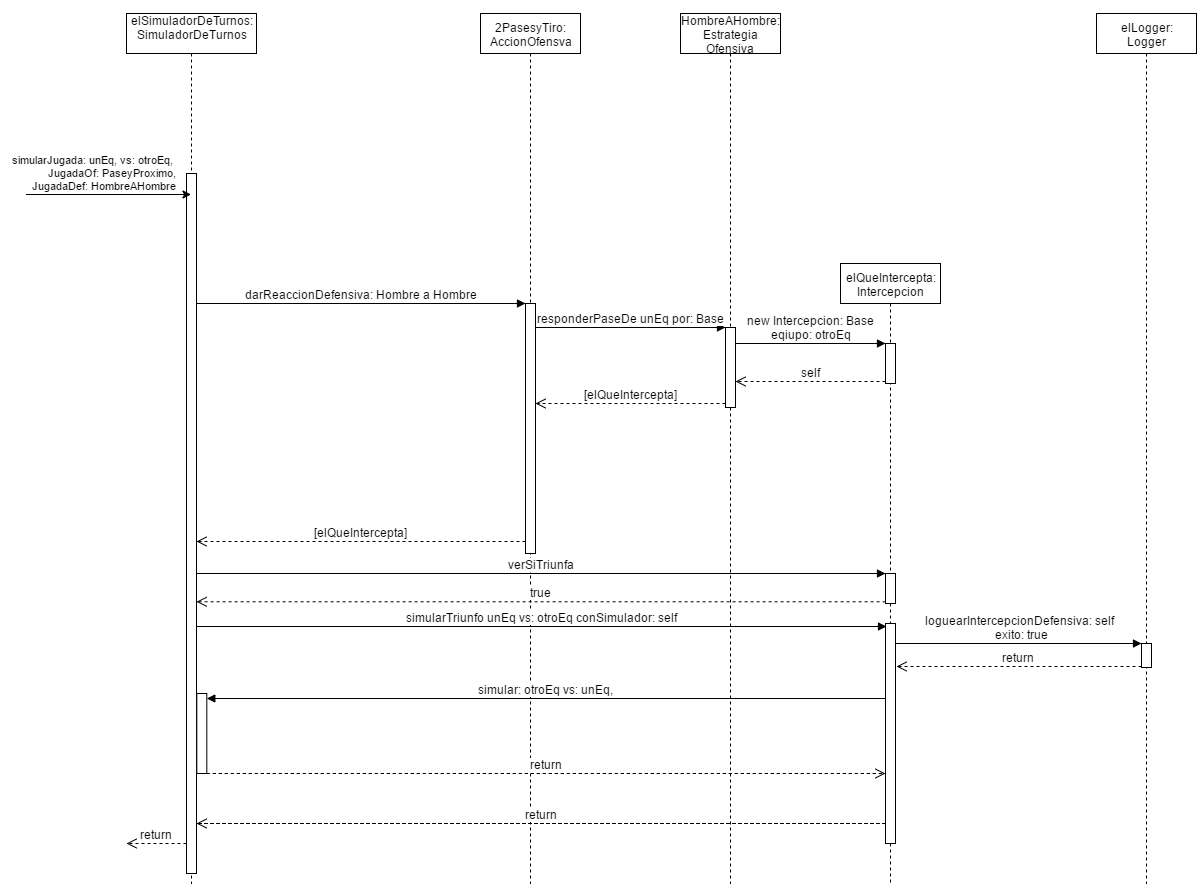 elSimuladorDeTurnos:
SimuladorDeTurnos
2PasesyTiro:
AccionOfensva
HombreAHombre:
Estrategia
Ofensiva
elLogger:
Logger
simularJugada: unEq, vs: otroEq,
JugadaOf: PaseyProximo,
JugadaDef: HombreAHombre
elQueIntercepta:
Intercepcion
darReaccionDefensiva: Hombre a Hombre
responderPaseDe unEq por: Base
new Intercepcion: Base
eqiupo: otroEq
self
[elQueIntercepta]
[elQueIntercepta]
verSiTriunfa
true
simularTriunfo unEq vs: otroEq conSimulador: self
loguearIntercepcionDefensiva: self
exito: true
return
simular: otroEq vs: unEq,
return
return
return